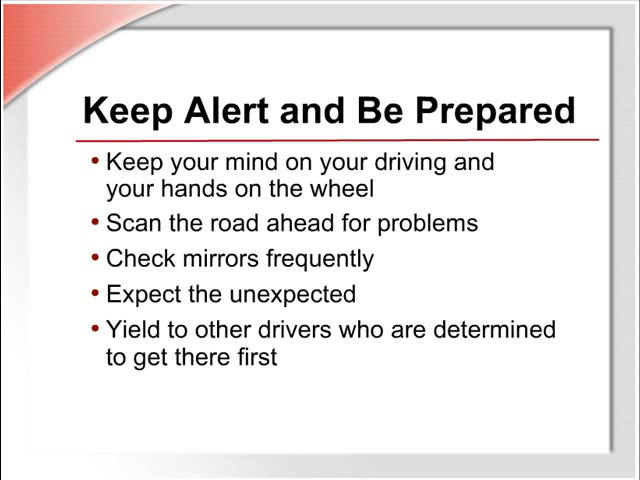 Keep Alert and Be Prepared
• Keep your mind on your driving and
your hands on the wheel
• Scan the road ahead for problems
• Check mirrors frequently
• Expect the unexpected
• Yield to other drivers who are determined
to get there first